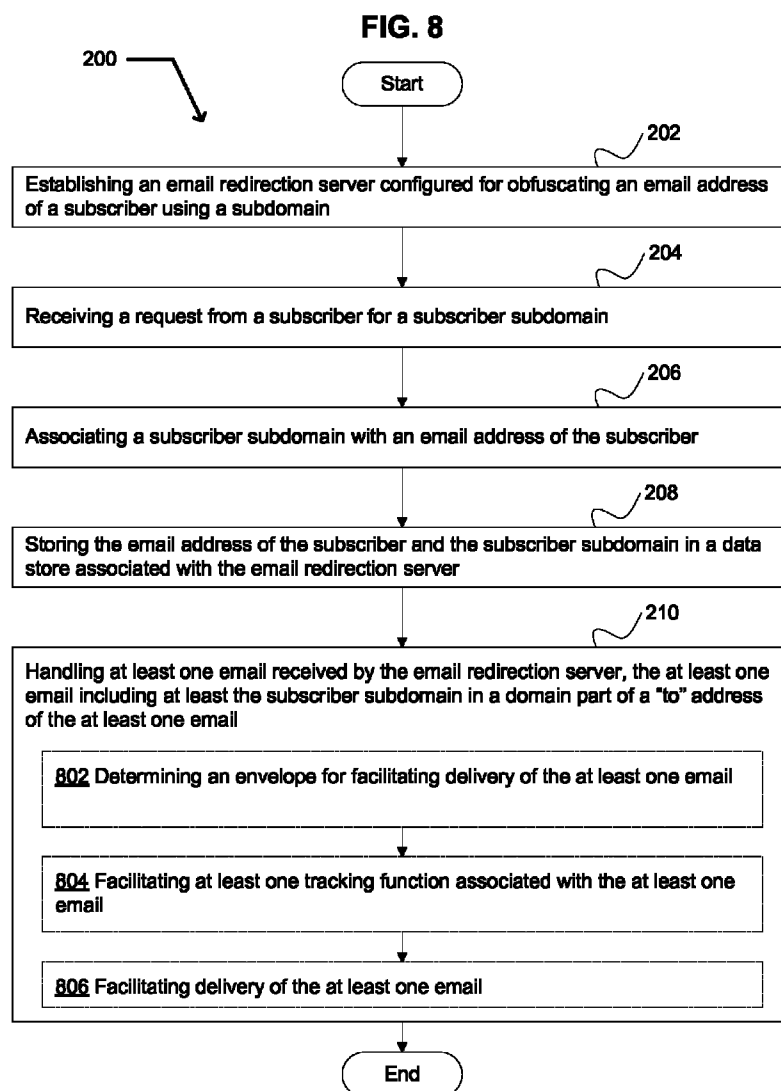 FIG. 8
200
Start
202
Establishing an email redirection server configured for obfuscating an email address
of a subscriber using a subdomain
204
Receiving a request from a subscriber for a subscriber subdomain
206
Associating a subscriber subdomain with an email address of the subscriber
208
Storing the email address of the subscriber and the subscriber subdomain in a data
store associated with the email redirection server
210
Handling at least one email received by the email redirection server, the at least one
email including at least the subscriber subdomain in a domain part of a "to" address
of the at least one email
802 Determining an envelope for facilitating delivery of the at least one email
804 Facilitating at least one tracking function associated with the at least one
email
806 Facilitating delivery of the at least one email
End